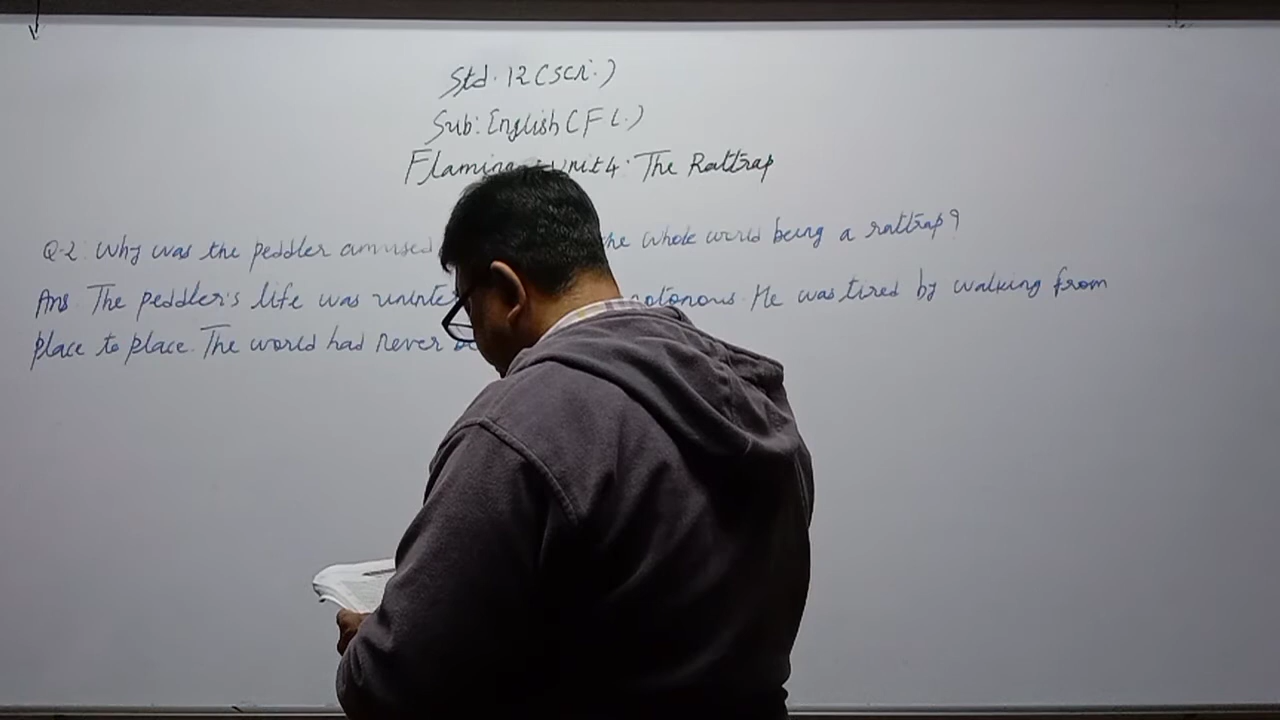 Std. 12 (Sci.)
Sub: English (F L.)
Unit 4: The Rattrap
Q-2: Why was the peddler amused the whole world being a rattrap?
Ans. The peddler's life was He was tired by walking from
place to place. The world had never